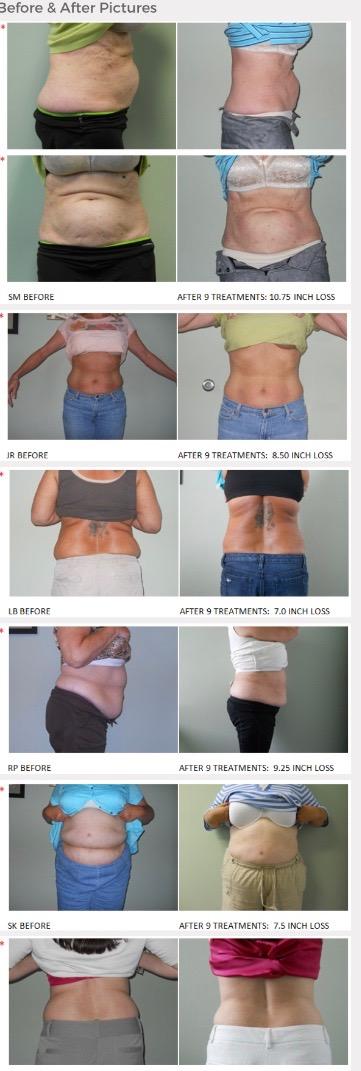 Before & After Pictures
*
*
SM BEFORE AFTER 9 TREATMENTS: 10.75 INCH LOSS
*
JR BEFORE AFTER 9 TREATMENTS: 8.50 INCH LOSS
*
LB BEFORE AFTER 9 TREATMENTS: 7.0 INCH LOSS
*
RP BEFORE AFTER 9 TREATMENTS: 9.25 INCH LOSS
*
SK BEFORE AFTER 9 TREATMENTS: 7.5 INCH LOSS
*